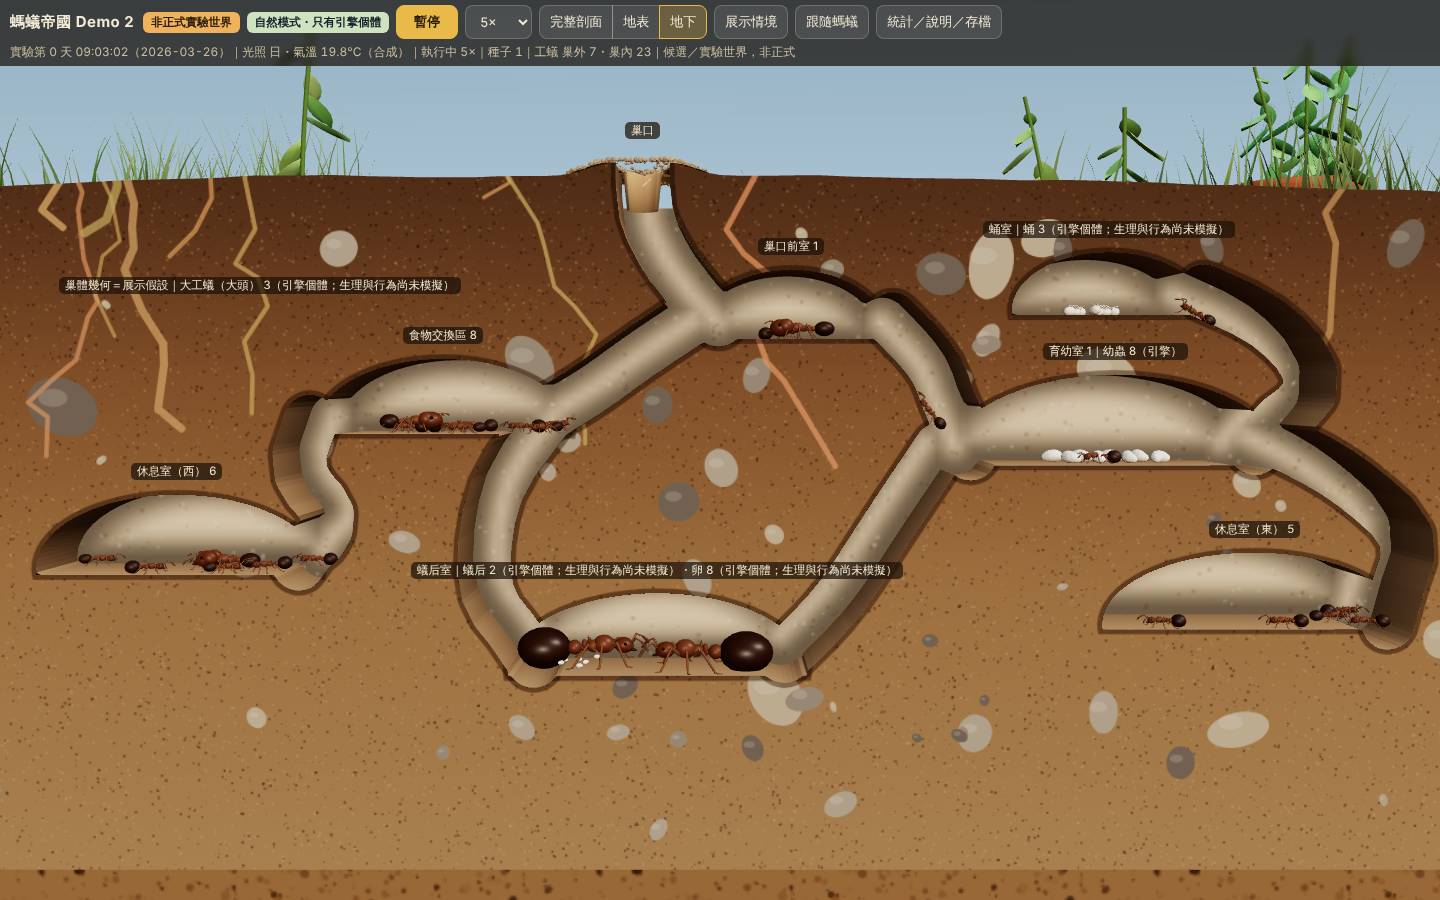 螞蟻帝國 Demo 2 非正式實驗世界 自然模式・只有引擎個體 暫停 5× 完整剖面 地表 地下 展示情境 跟隨螞蟻 統計／說明／存檔
實驗第 0 天 09:03:02（2026-03-26）｜光照 日・氣溫 19.8°C（合成）｜執行中 5×｜種子 1｜工蟻 巢外 7・巢內 23｜候選／實驗世界，非正式
巢口
蛹室｜蛹 3（引擎個體；生理與行為尚未模擬）
巢口前室 1
巢體幾何＝展示假設｜大工蟻（大頭） 3（引擎個體；生理與行為尚未模擬）
食物交換區 8
育幼室 1｜幼蟲 8（引擎）
休息室（西） 6
休息室（東） 5
蟻后室｜蟻后 2（引擎個體；生理與行為尚未模擬）・卵 8（引擎個體；生理與行為尚未模擬）